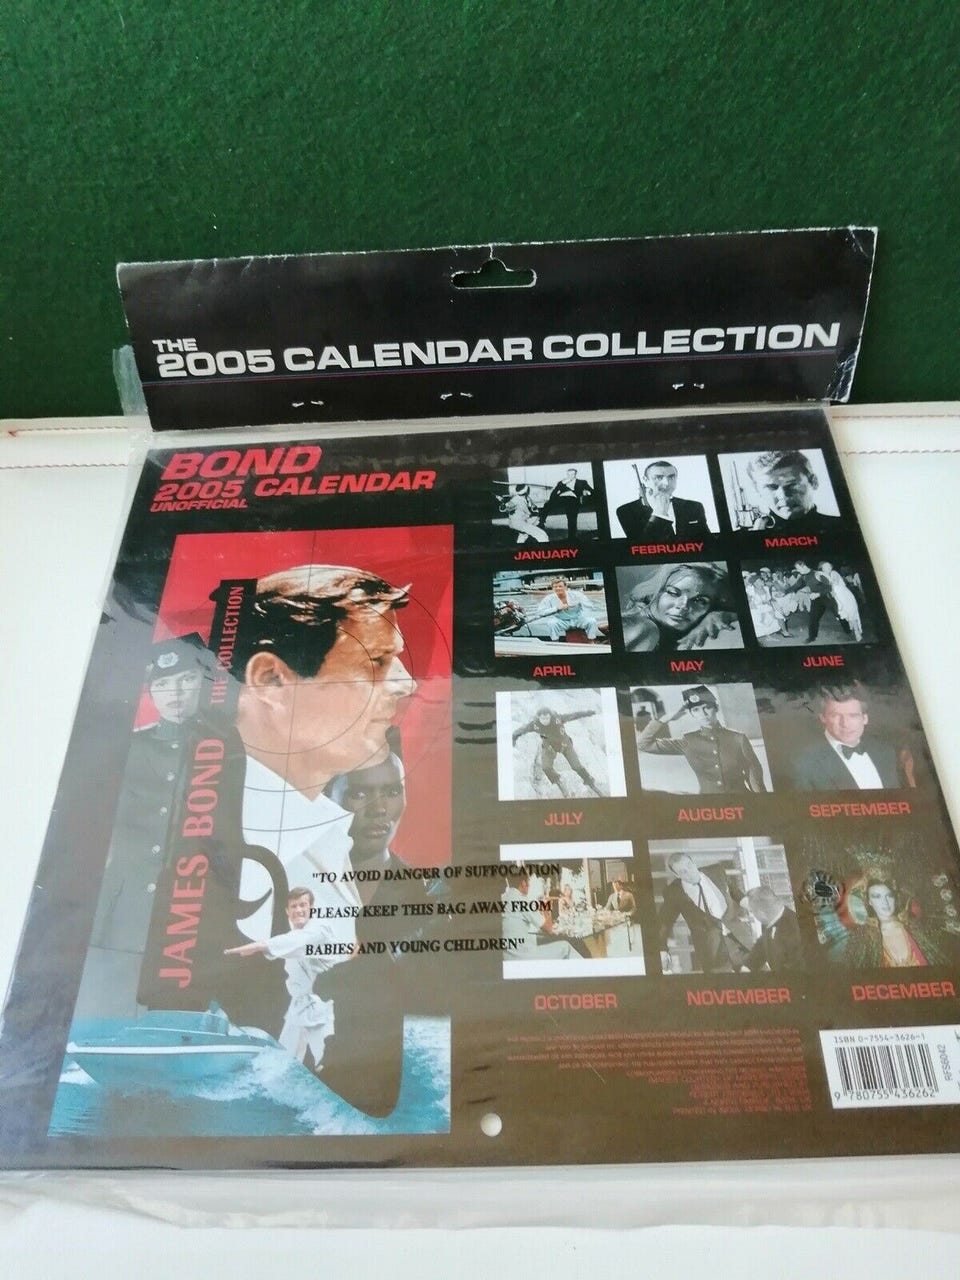 THE
2005 CALENDAR COLLECTION
BOND
2005 CALENDAR
UNOFFICIAL
JAMES BOND THE COLLECTION
JANUARY
FEBRUARY
MARCH
APRIL
MAY
JUNE
JULY
AUGUST
SEPTEMBER
"TO AVOID DANGER OF SUFFOCATION
PLEASE KEEP THIS BAG AWAY FROM
BABIES AND YOUNG CHILDREN"
OCTOBER
NOVEMBER
DECEMBER
ISBN 0-7554-3626-1
9 780755 436262
RFS6042